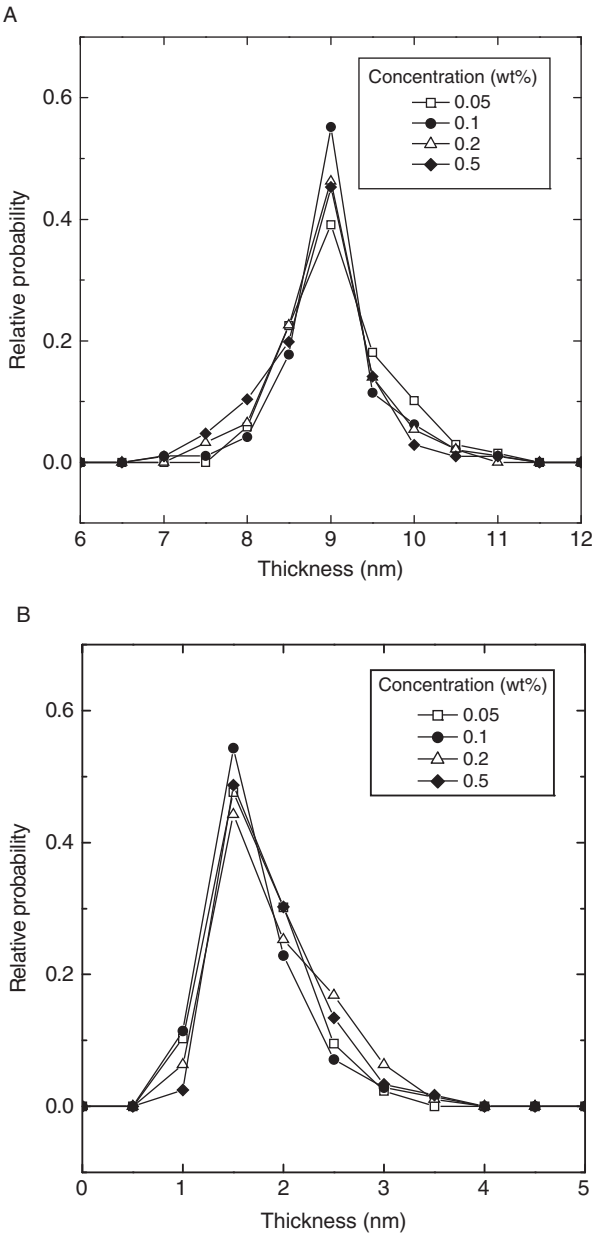 A
Relative probability
0.6
0.4
0.2
0.0
Concentration (wt%)
0.05
0.1
0.2
0.5
6 7 8 9 10 11 12
Thickness (nm)
B
Relative probability
0.6
0.4
0.2
0.0
Concentration (wt%)
0.05
0.1
0.2
0.5
0 1 2 3 4 5
Thickness (nm)